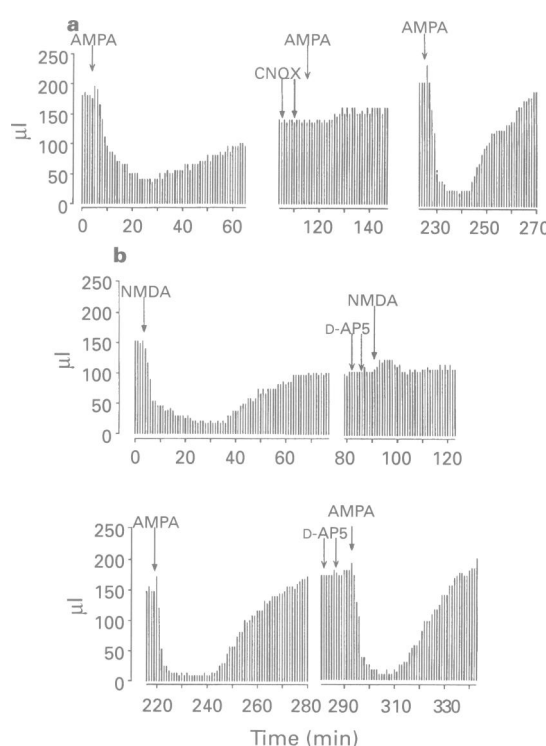 a
AMPA
AMPA
AMPA
CNQX
250
200
150
100
50
0
µl
0 20 40 60
120 140
230 250 270
b
NMDA
NMDA
D-AP5
250
200
150
100
50
0
µl
0 20 40 60
80 100 120
AMPA
AMPA
D-AP5
250
200
150
100
50
0
µl
220 240 260 280
290 310 330
Time (min)